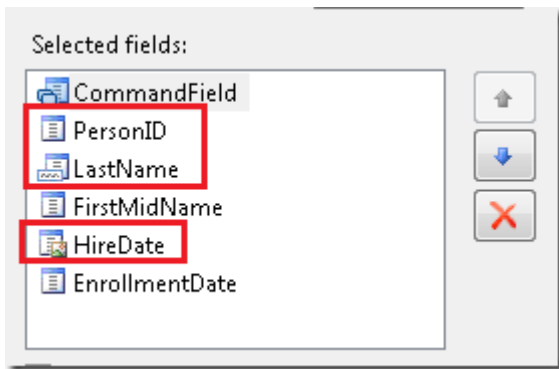 Selected fields:
CommandField
PersonID
LastName
FirstMidName
HireDate
EnrollmentDate